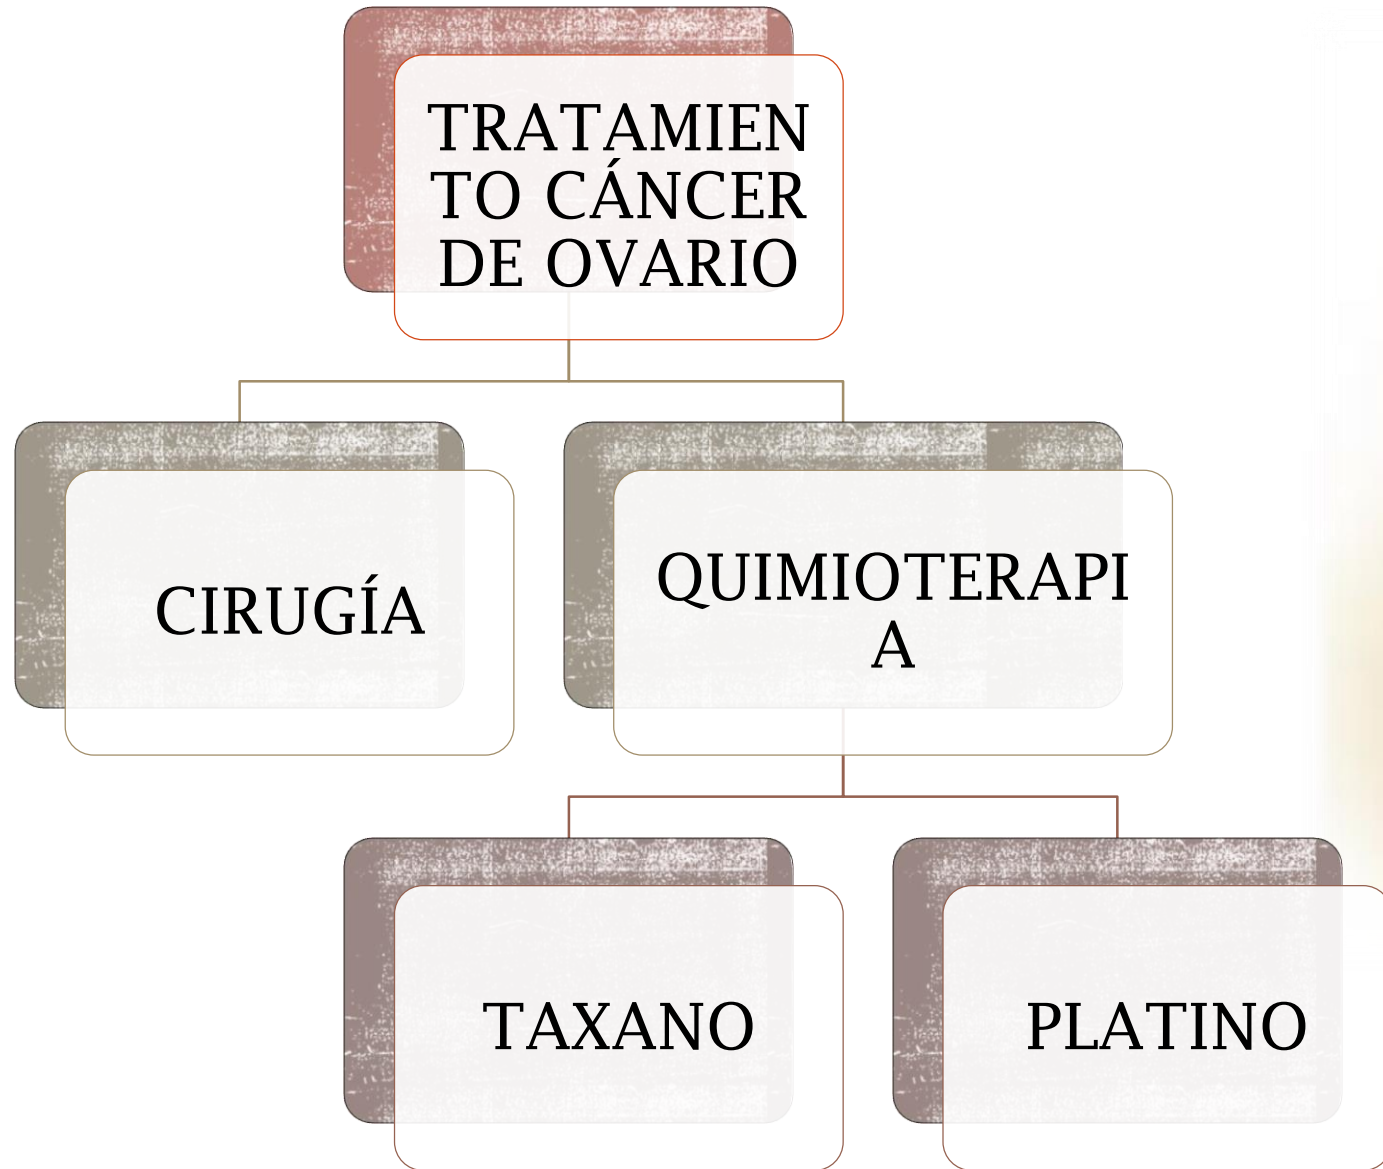 TRATAMIEN
TO CÁNCER
DE OVARIO
CIRUGÍA
QUIMIOTERAPI
A
TAXANO
PLATINO